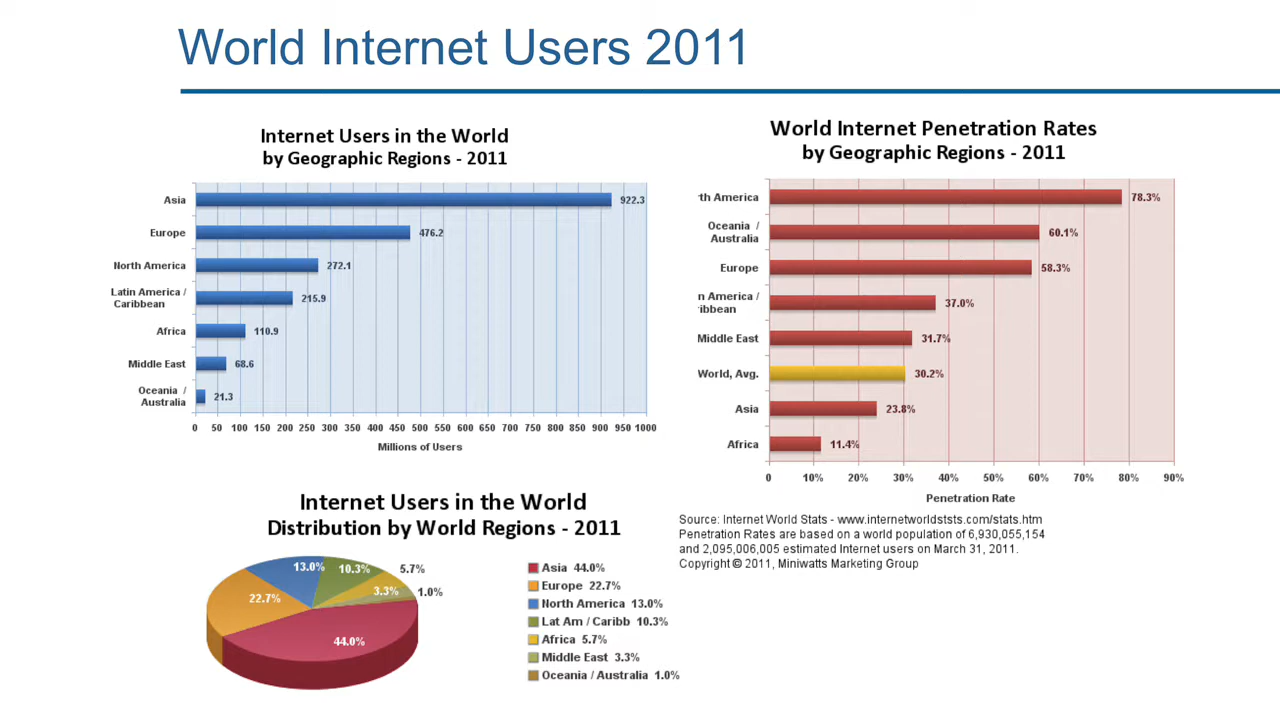 World Internet Users 2011
Internet Users in the World
by Geographic Regions - 2011
Asia 922.3
Europe 476.2
North America 272.1
Latin America /
Caribbean 215.9
Africa 110.9
Middle East 68.6
Oceania /
Australia 21.3
0 50 100 150 200 250 300 350 400 450 500 550 600 650 700 750 800 850 900 950 1000
Millions of Users
World Internet Penetration Rates
by Geographic Regions - 2011
th America 78.3%
Oceania /
Australia 60.1%
Europe 58.3%
n America /
ibbean 37.0%
Middle East 31.7%
World, Avg. 30.2%
Asia 23.8%
Africa 11.4%
0 10% 20% 30% 40% 50% 60% 70% 80% 90%
Penetration Rate
Source: Internet World Stats - www.internetworldststs.com/stats.htm
Penetration Rates are based on a world population of 6,930,055,154
and 2,095,006,005 estimated Internet users on March 31, 2011.
Copyright © 2011, Miniwatts Marketing Group
Internet Users in the World
Distribution by World Regions - 2011
13.0% 10.3% 5.7%
22.7% 3.3% 1.0%
44.0%
Asia 44.0%
Europe 22.7%
North America 13.0%
Lat Am / Caribb 10.3%
Africa 5.7%
Middle East 3.3%
Oceania / Australia 1.0%